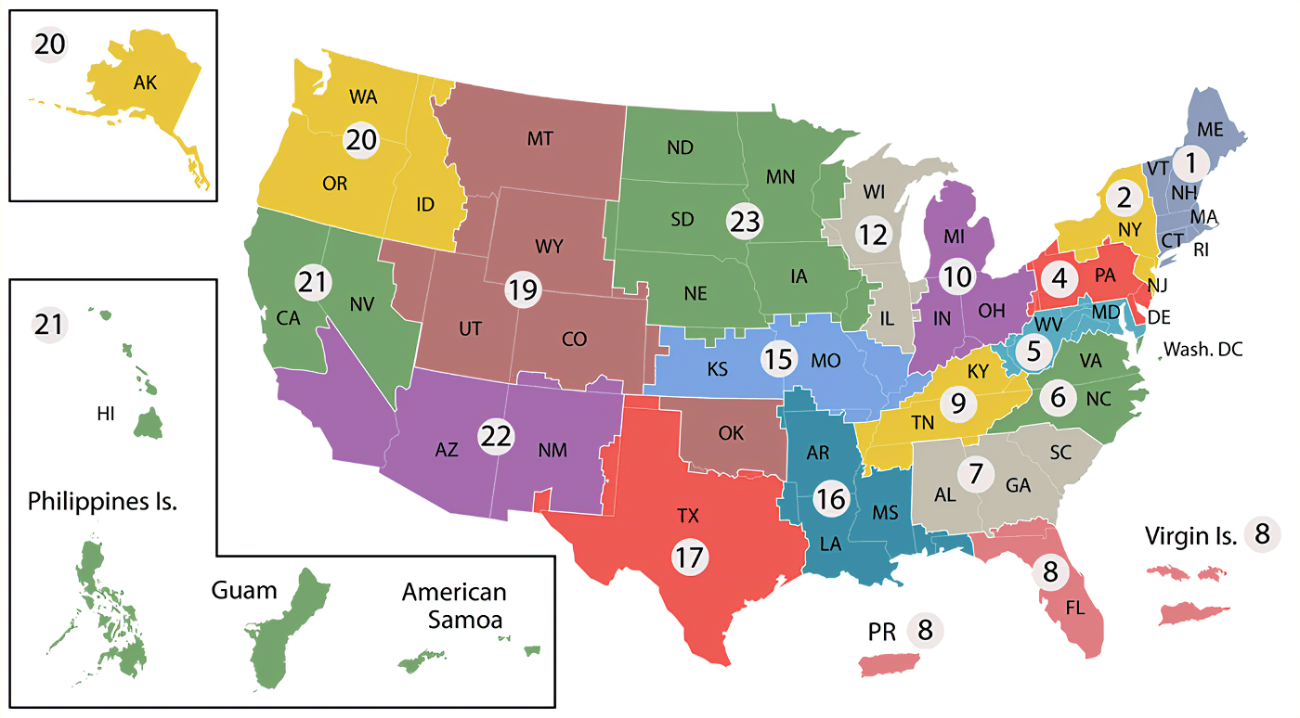 20
AK
WA
20
OR
ID
MT
ND
MN
SD
23
WI
12
MI
10
ME
1
VT
NH
MA
CT
RI
2
NY
4
PA
NJ
DE
21
CA
NV
WY
19
UT
CO
NE
IA
IL
IN
OH
WV
MD
5
Wash. DC
VA
6
NC
KS
15
MO
KY
9
TN
22
AZ
NM
OK
AR
16
LA
MS
7
AL
GA
SC
TX
17
8
FL
Virgin Is. 8
PR 8
21
HI
Philippines Is.
Guam
American
Samoa